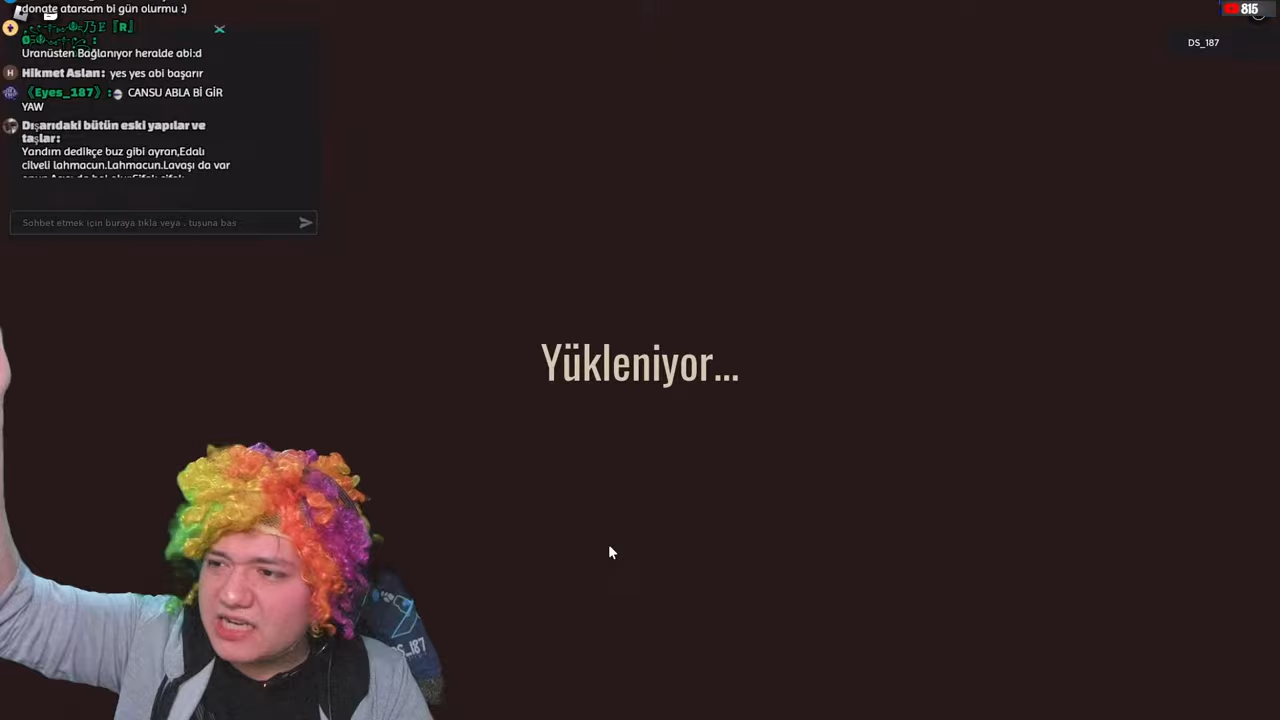 donate atarsam bi gün olurmu :)
Uranüsten Bağlanıyor heralde abi:d
Hikmet Aslan: yes yes abi başarır
《Eyes_187》: CANSU ABLA Bİ GİR
YAW
Dışarıdaki bütün eski yapılar ve
taşlar:
Yandım dedikçe buz gibi ayran,Edalı
cilveli lahmacun.Lahmacun.Lavaşı da var
Sohbet etmek için buraya tıkla veya . tuşuna bas
815
DS_187
Yükleniyor...
DS_187